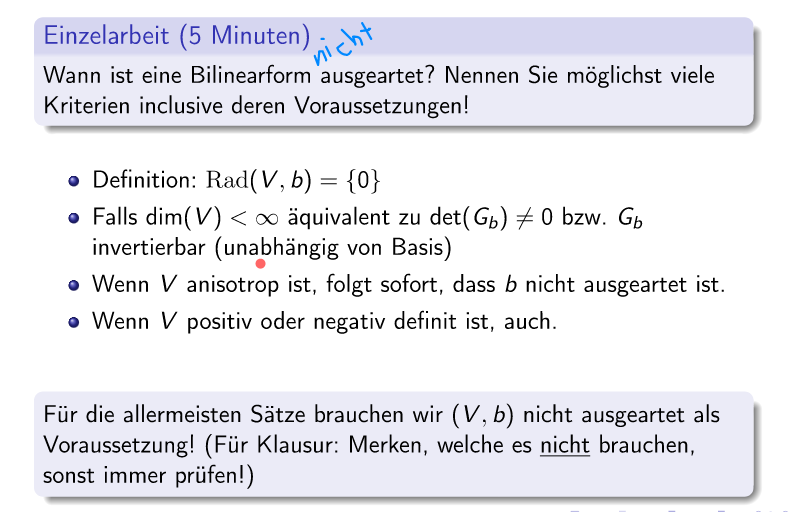 Einzelarbeit (5 Minuten)
nicht
Wann ist eine Bilinearform ausgeartet? Nennen Sie möglichst viele
Kriterien inclusive deren Voraussetzungen!
Definition: Rad(V, b) = {0}
Falls dim(V) < ∞ äquivalent zu det(G_b) ≠ 0 bzw. G_b
invertierbar (unabhängig von Basis)
Wenn V anisotrop ist, folgt sofort, dass b nicht ausgeartet ist.
Wenn V positiv oder negativ definit ist, auch.
Für die allermeisten Sätze brauchen wir (V, b) nicht ausgeartet als
Voraussetzung! (Für Klausur: Merken, welche es nicht brauchen,
sonst immer prüfen!)